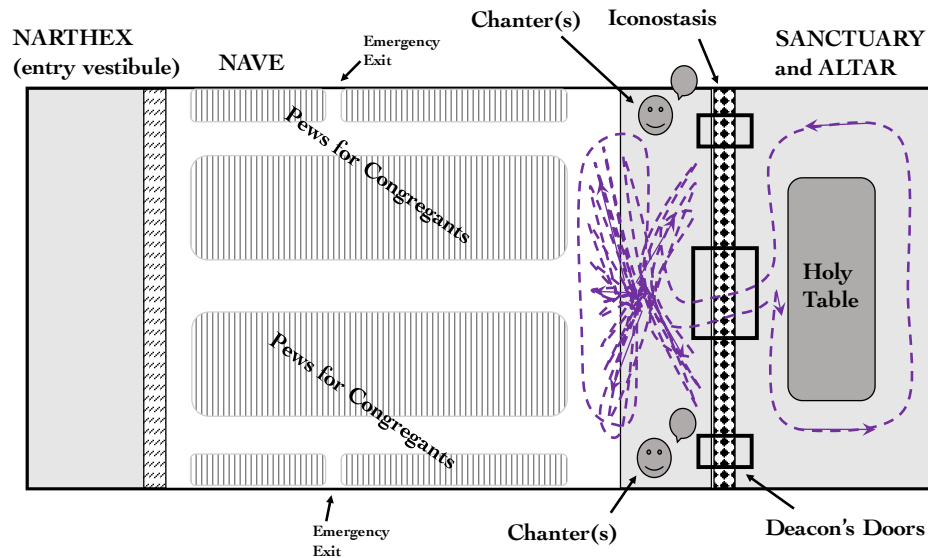 Chanter(s)
Iconostasis
NARTHEX
(entry vestibule)
NAVE
Emergency
Exit
SANCTUARY
and ALTAR
Pews for Congregants
Holy
Table
Pews for Congregants
Emergency
Exit
Chanter(s)
Deacon's Doors